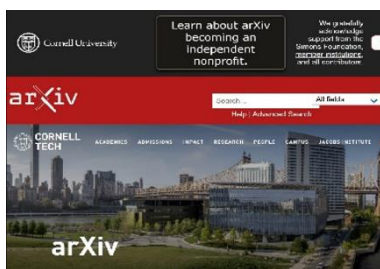 Cornell University
Learn about arXiv
becoming an
independent
nonprofit.
We gratefully
acknowledge
support from the
Simons Foundation,
member institutions,
and all contributors.
arXiv
Search...
All fields
Help | Advanced Search
CORNELL
TECH
ACADEMICS ADMISSIONS IMPACT RESEARCH PEOPLE CAMPUS JACOBS INSTITUTE
arXiv